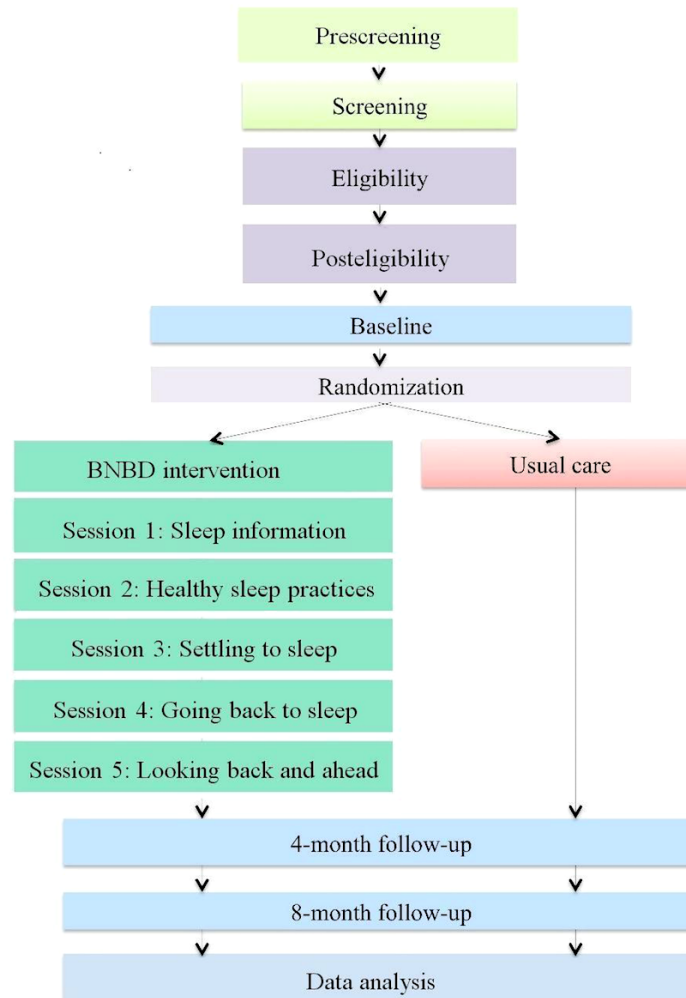 Prescreening
Screening
Eligibility
Posteligibility
Baseline
Randomization
BNBD intervention
Usual care
Session 1: Sleep information
Session 2: Healthy sleep practices
Session 3: Settling to sleep
Session 4: Going back to sleep
Session 5: Looking back and ahead
4-month follow-up
8-month follow-up
Data analysis